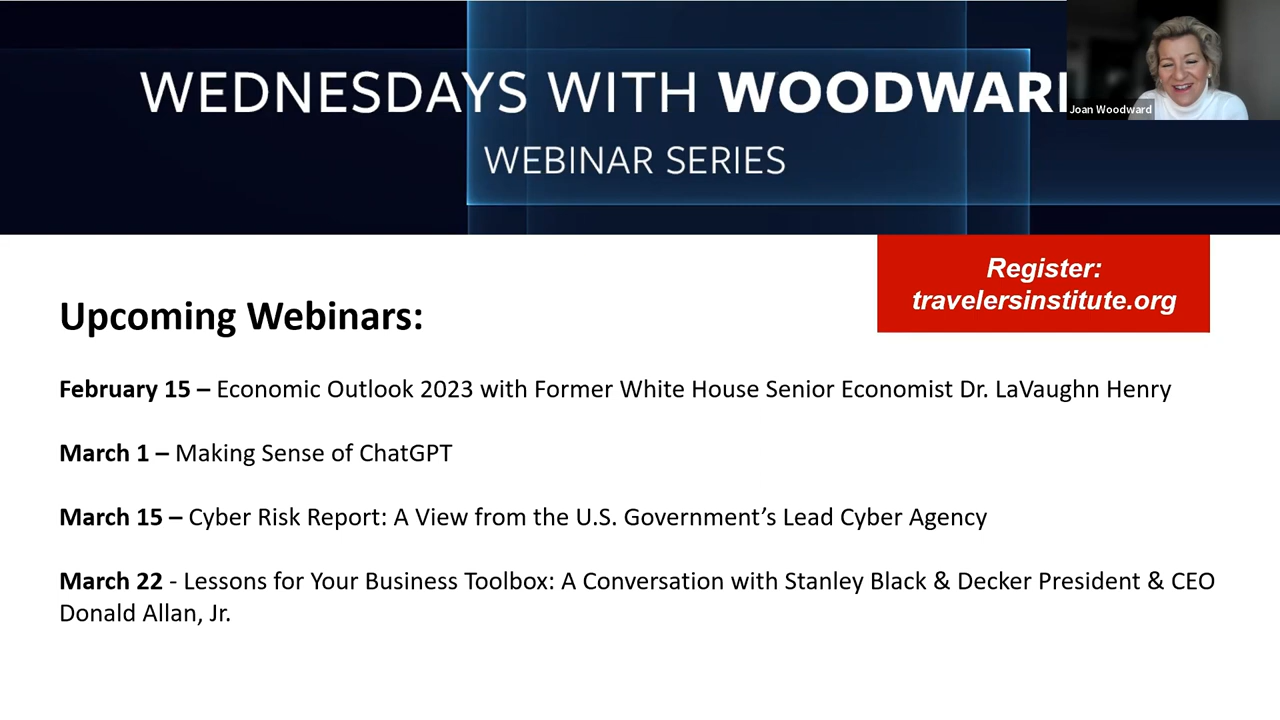 WEDNESDAYS WITH WOODWAR
WEBINAR SERIES
Joan Woodward
Register:
travelersinstitute.org
Upcoming Webinars:
February 15 – Economic Outlook 2023 with Former White House Senior Economist Dr. LaVaughn Henry
March 1 – Making Sense of ChatGPT
March 15 – Cyber Risk Report: A View from the U.S. Government’s Lead Cyber Agency
March 22 - Lessons for Your Business Toolbox: A Conversation with Stanley Black & Decker President & CEO
Donald Allan, Jr.